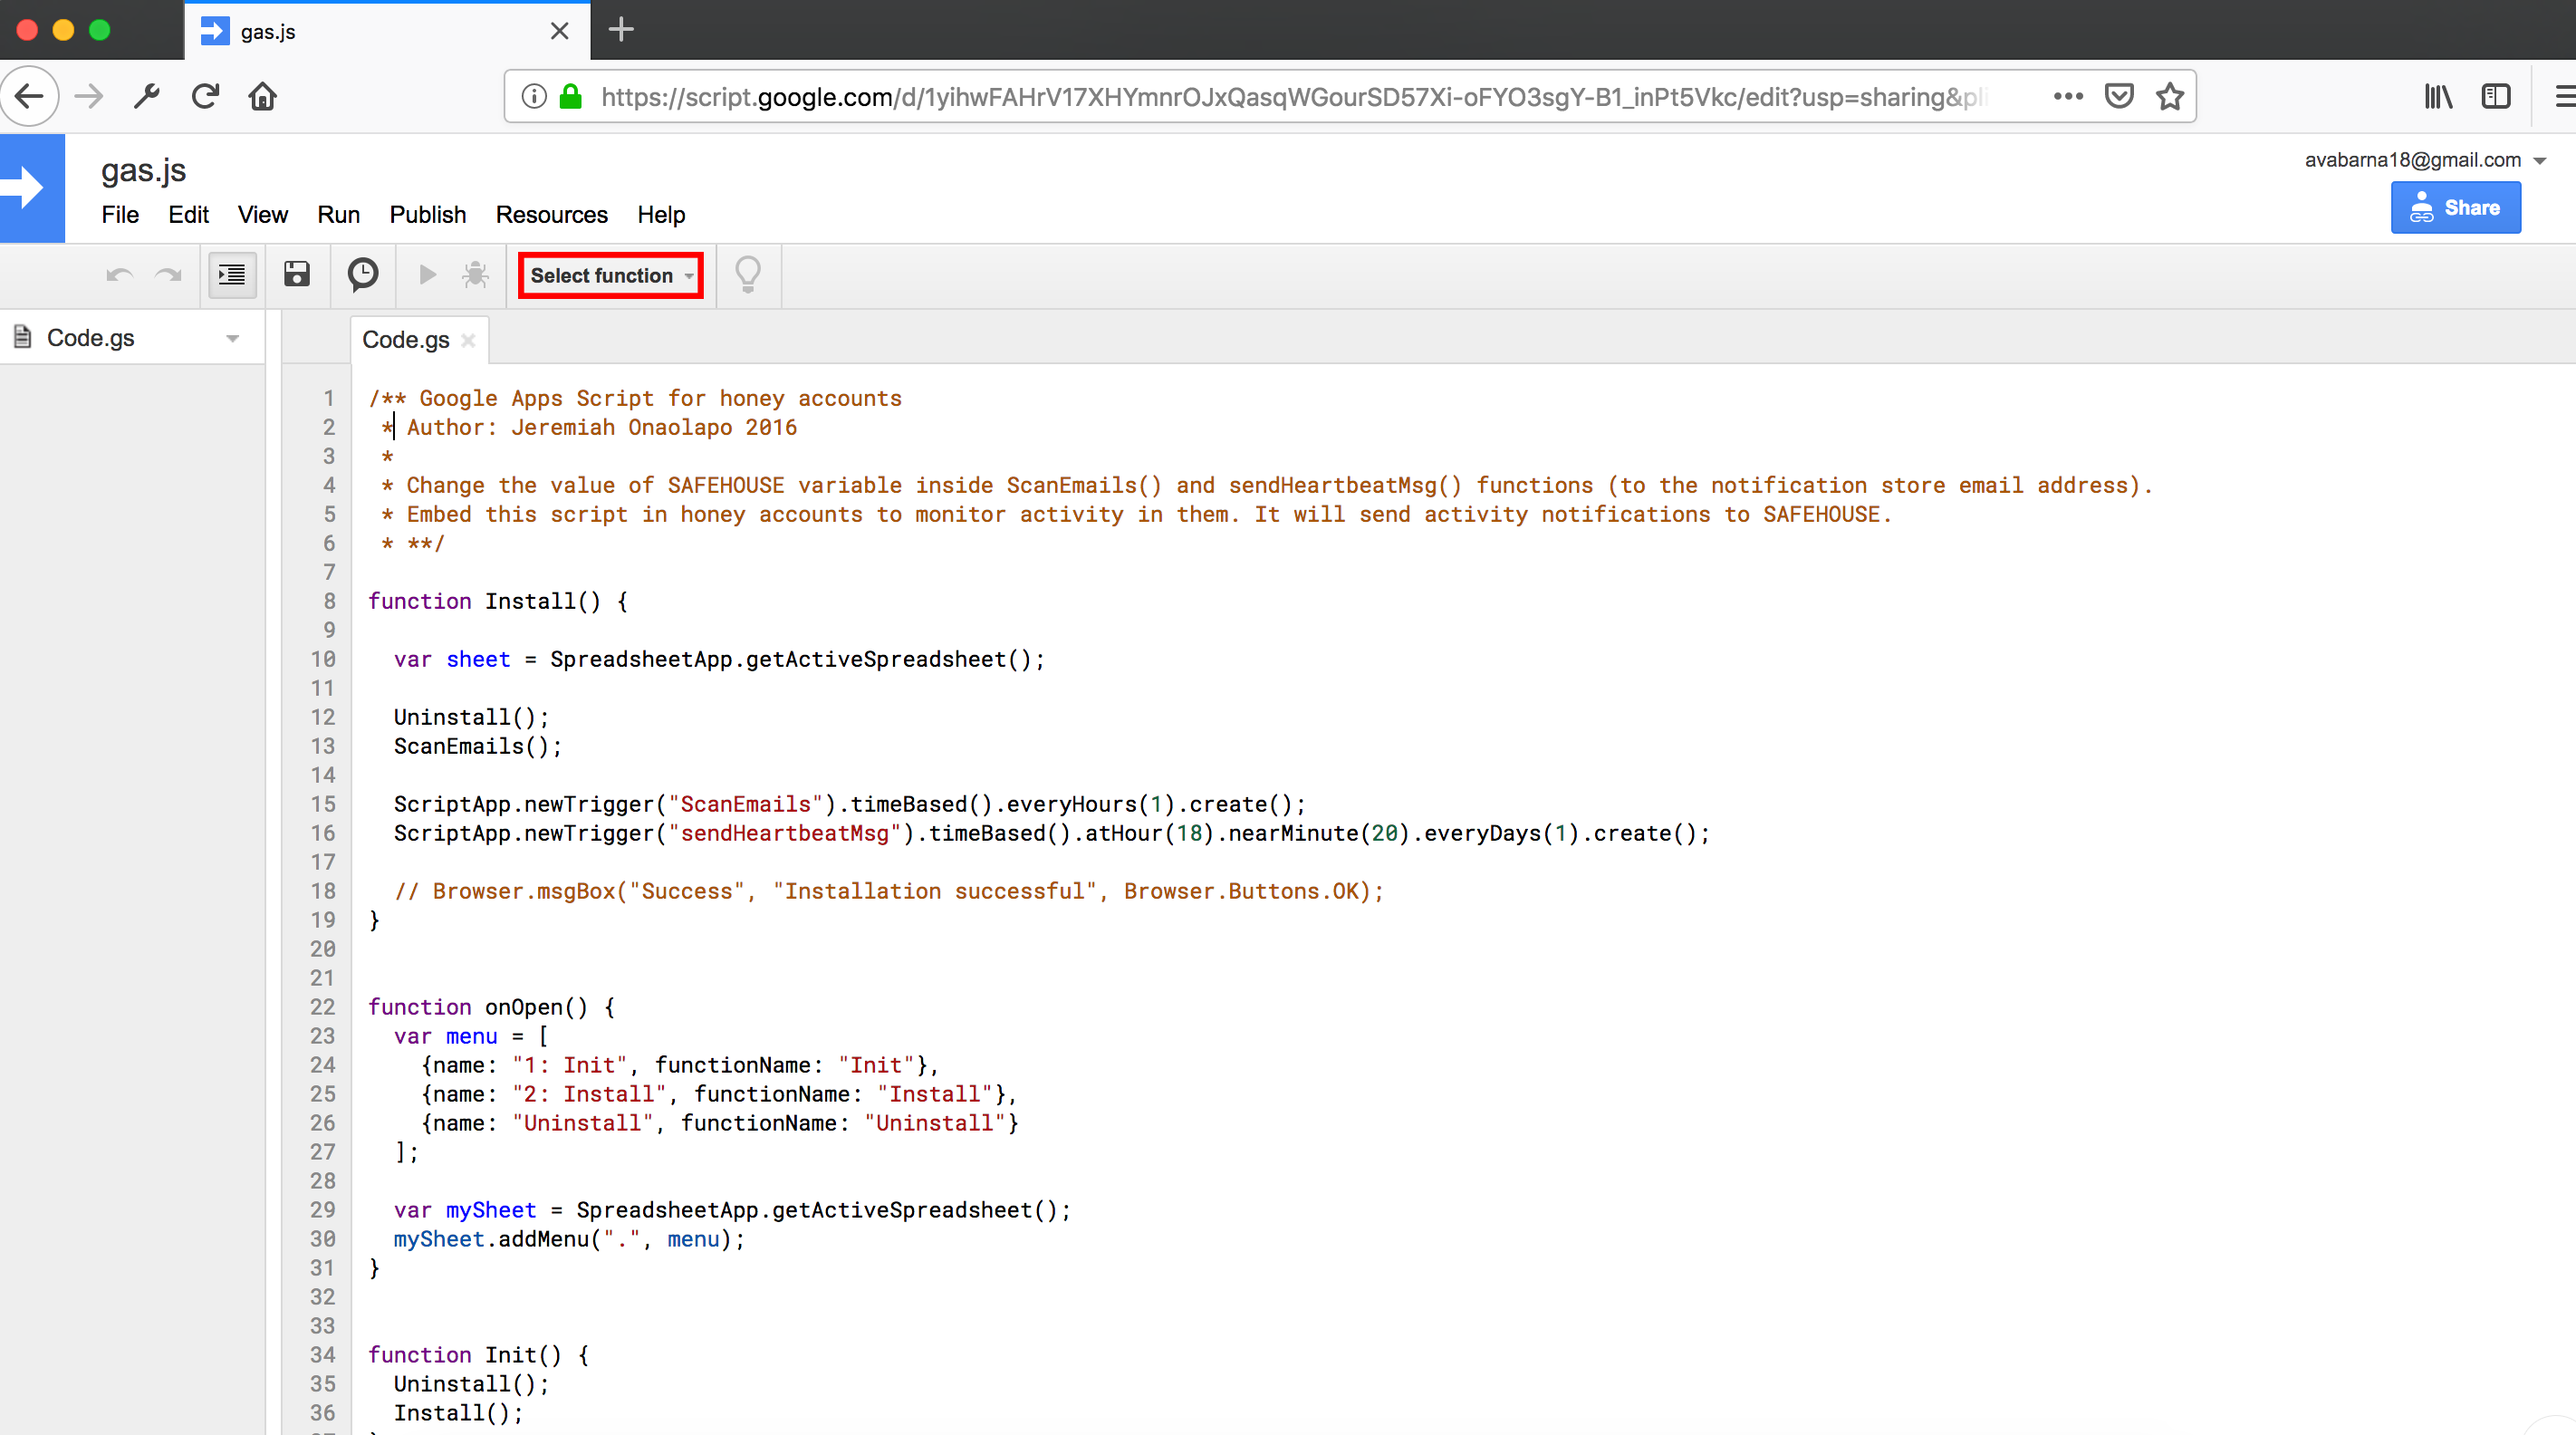 gas.js
https://script.google.com/d/1yihwFAHrV17XHYmnrOJxQasqWGourSD57Xi-oFYO3sgY-B1_inPt5Vkc/edit?usp=sharing&pli
gas.js
avabarna18@gmail.com
File Edit View Run Publish Resources Help
Share
Select function
Code.gs
Code.gs
1 /** Google Apps Script for honey accounts
2 * Author: Jeremiah Onaolapo 2016
3 *
4 * Change the value of SAFEHOUSE variable inside ScanEmails() and sendHeartbeatMsg() functions (to the notification store email address).
5 * Embed this script in honey accounts to monitor activity in them. It will send activity notifications to SAFEHOUSE.
6 * **/
7
8 function Install() {
9
10 var sheet = SpreadsheetApp.getActiveSpreadsheet();
11
12 Uninstall();
13 ScanEmails();
14
15 ScriptApp.newTrigger("ScanEmails").timeBased().everyHours(1).create();
16 ScriptApp.newTrigger("sendHeartbeatMsg").timeBased().atHour(18).nearMinute(20).everyDays(1).create();
17
18 // Browser.msgBox("Success", "Installation successful", Browser.Buttons.OK);
19 }
20
21
22 function onOpen() {
23 var menu = [
24 {name: "1: Init", functionName: "Init"},
25 {name: "2: Install", functionName: "Install"},
26 {name: "Uninstall", functionName: "Uninstall"}
27 ];
28
29 var mySheet = SpreadsheetApp.getActiveSpreadsheet();
30 mySheet.addMenu(".", menu);
31 }
32
33
34 function Init() {
35 Uninstall();
36 Install();